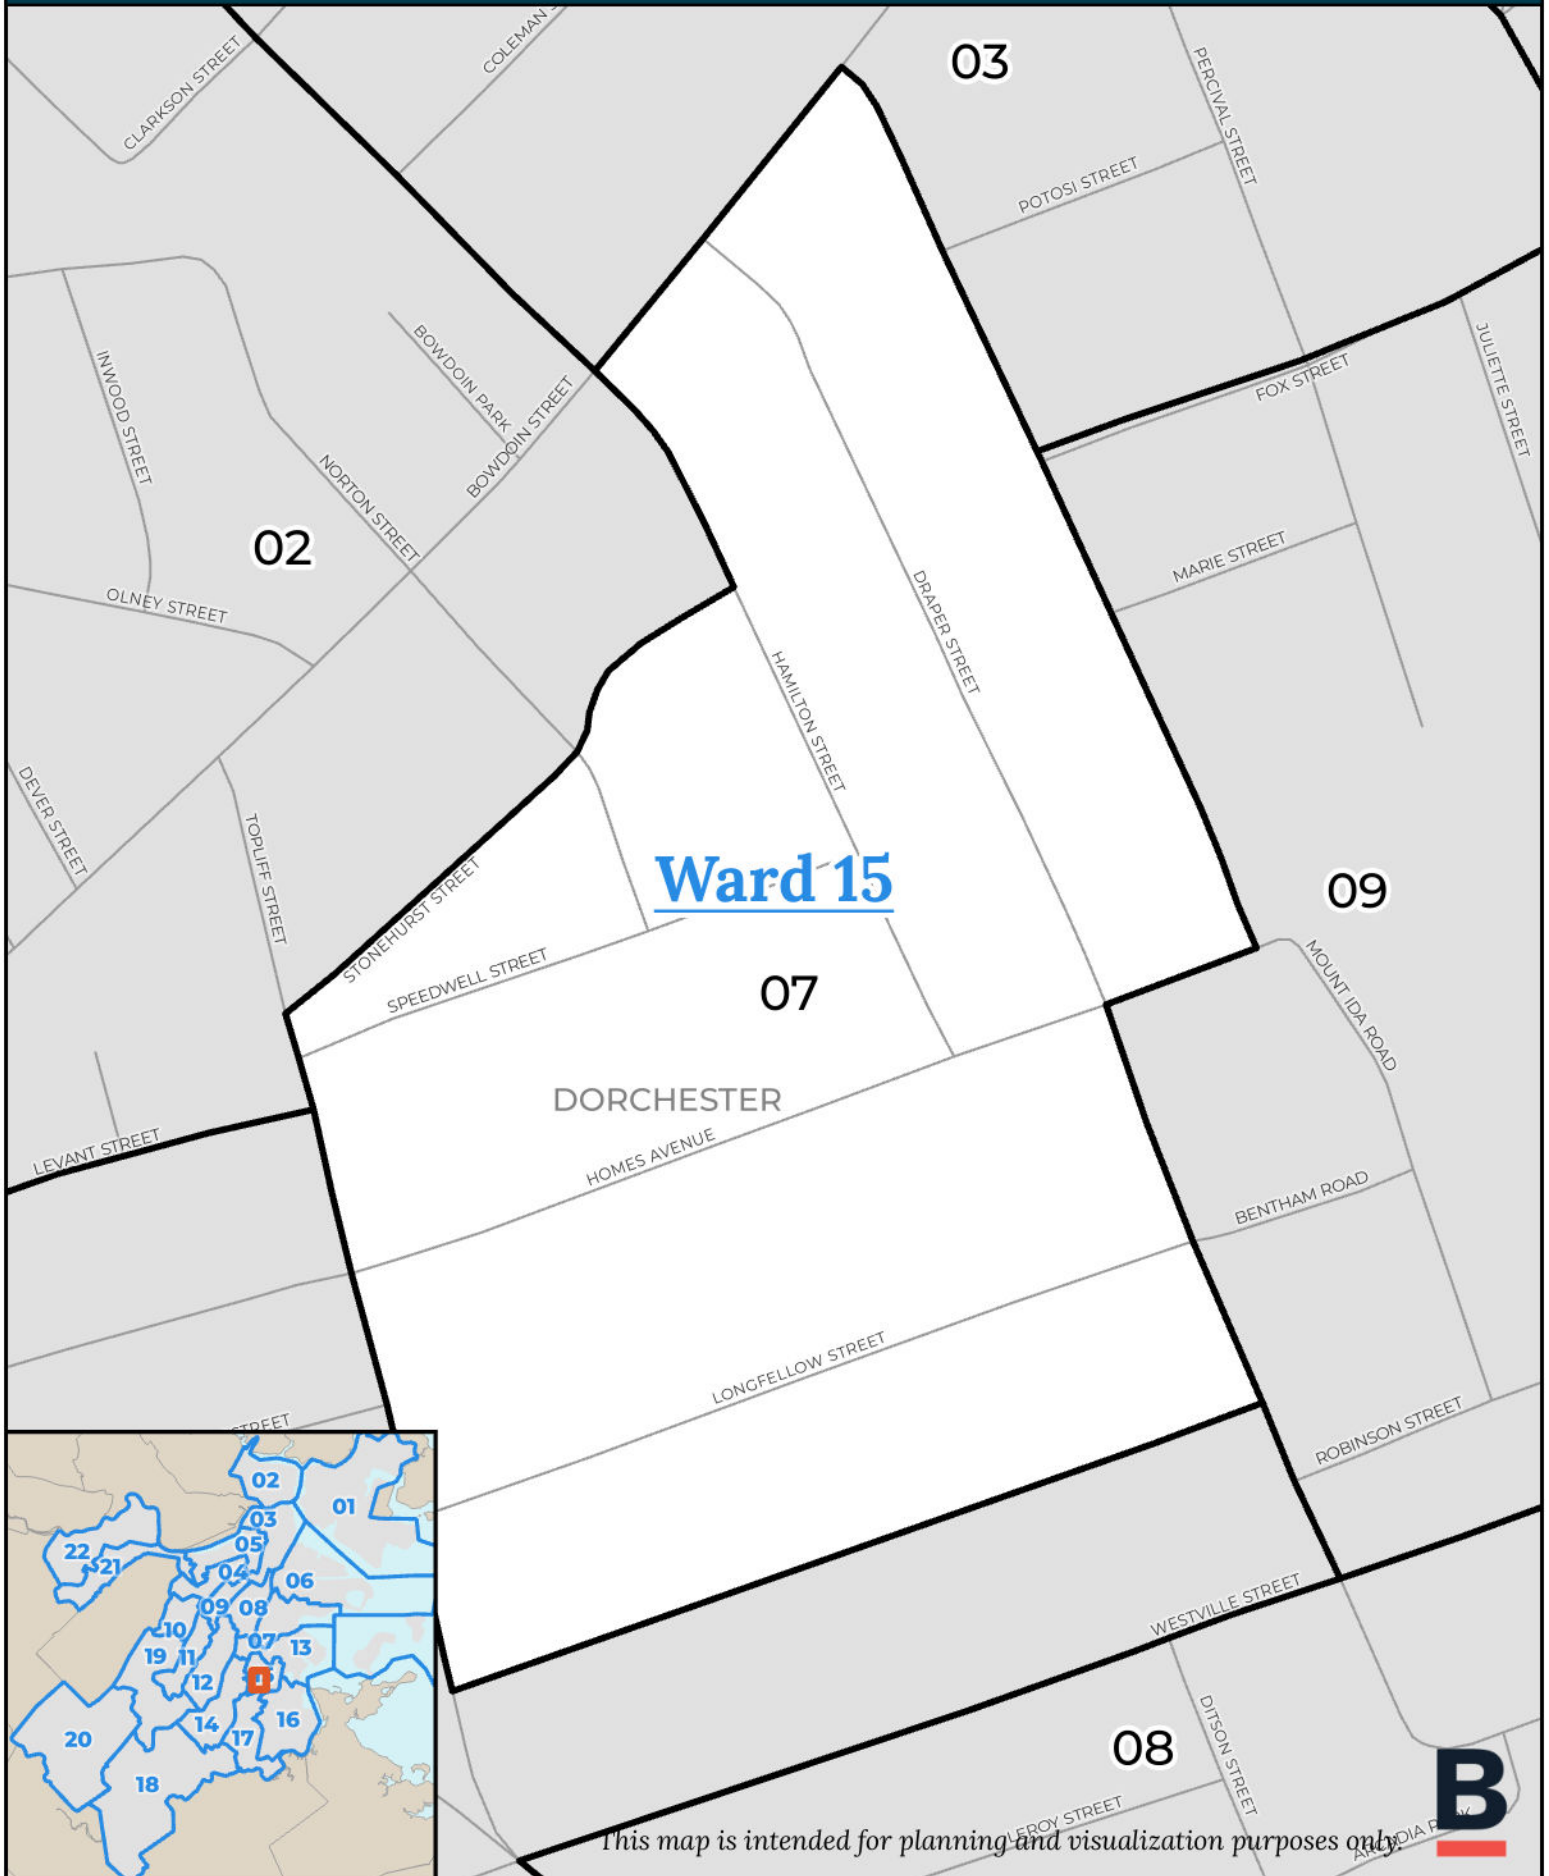 03
CLARKSON STREET
COLEMAN
PERCIVAL STREET
POTOSI STREET
INWOOD STREET
BOWDOIN PARK
BOWDOIN STREET
FOX STREET
JULIETTE STREET
NORTON STREET
02
OLNEY STREET
MARIE STREET
DRAPER STREET
HAMILTON STREET
DEVER STREET
TOPLIFF STREET
STONEHURST STREET
Ward 15
09
SPEEDWELL STREET
07
MOUNT IDA ROAD
DORCHESTER
LEVANT STREET
HOMES AVENUE
BENTHAM ROAD
LONGFELLOW STREET
STREET
ROBINSON STREET
02
01
03
05
22
21
04
06
09
08
10
07
13
19
11
12
16
14
17
20
18
WESTVILLE STREET
DITSON STREET
08
LEROY STREET
This map is intended for planning and visualization purposes only.
B